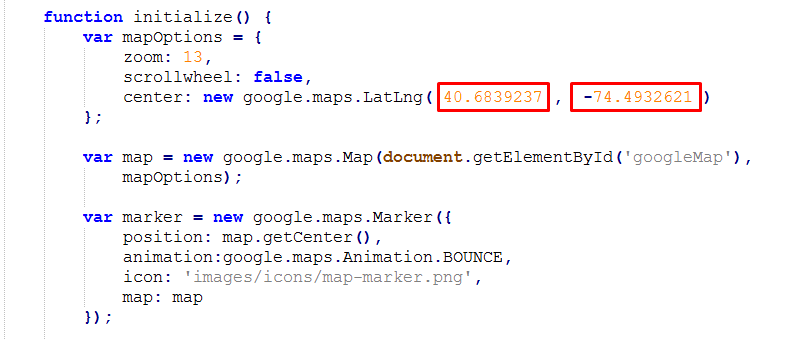 function initialize() {
var mapOptions = {
zoom: 13,
scrollwheel: false,
center: new google.maps.LatLng( 40.6839237 , -74.4932621 )
};
var map = new google.maps.Map(document.getElementById('googleMap'),
mapOptions);
var marker = new google.maps.Marker({
position: map.getCenter(),
animation:google.maps.Animation.BOUNCE,
icon: 'images/icons/map-marker.png',
map: map
});